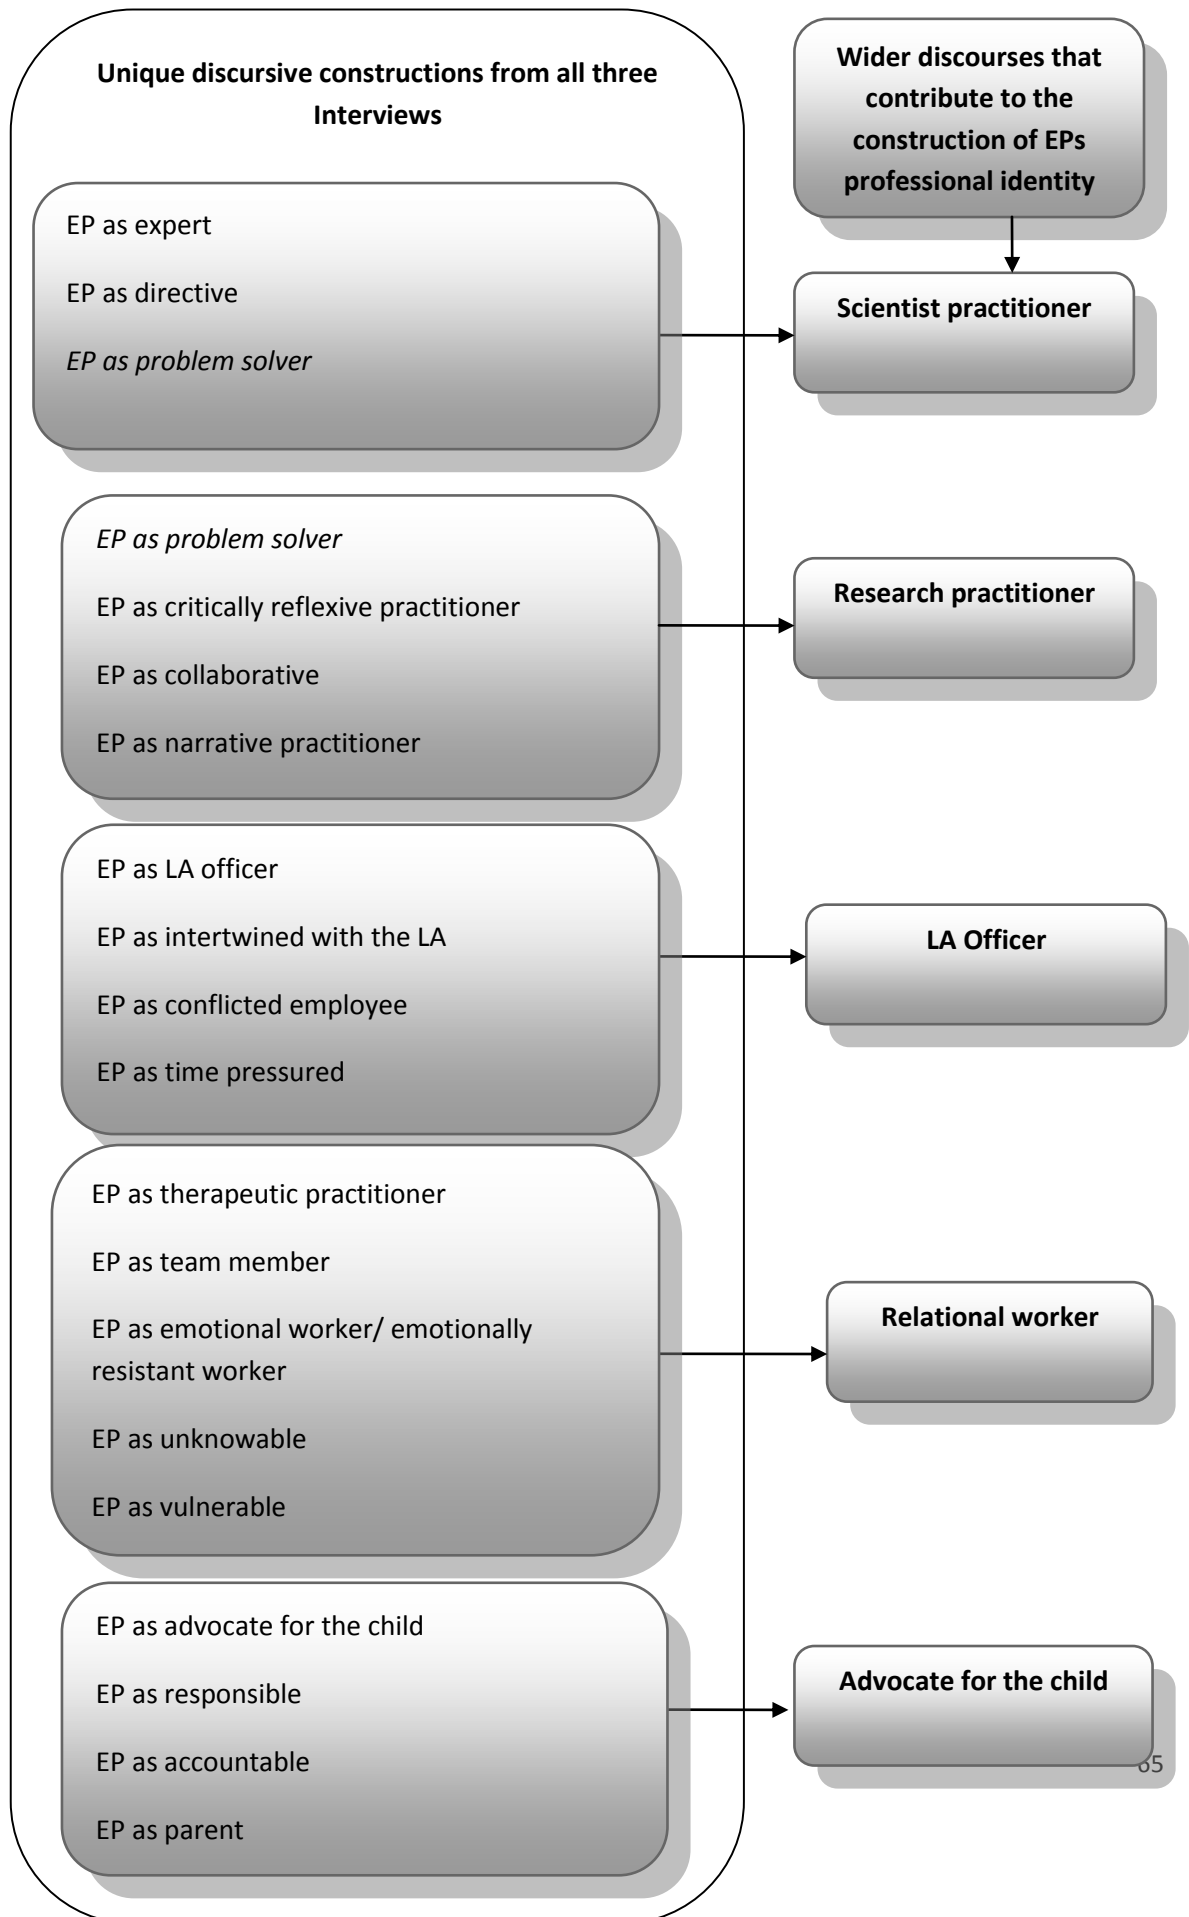 Unique discursive constructions from all three
Interviews
Wider discourses that
contribute to the
construction of EPs
professional identity
EP as expert
EP as directive
EP as problem solver
Scientist practitioner
EP as problem solver
EP as critically reflexive practitioner
EP as collaborative
EP as narrative practitioner
Research practitioner
EP as LA officer
EP as intertwined with the LA
EP as conflicted employee
EP as time pressured
LA Officer
EP as therapeutic practitioner
EP as team member
EP as emotional worker/ emotionally
resistant worker
EP as unknowable
EP as vulnerable
Relational worker
EP as advocate for the child
EP as responsible
EP as accountable
EP as parent
Advocate for the child
65